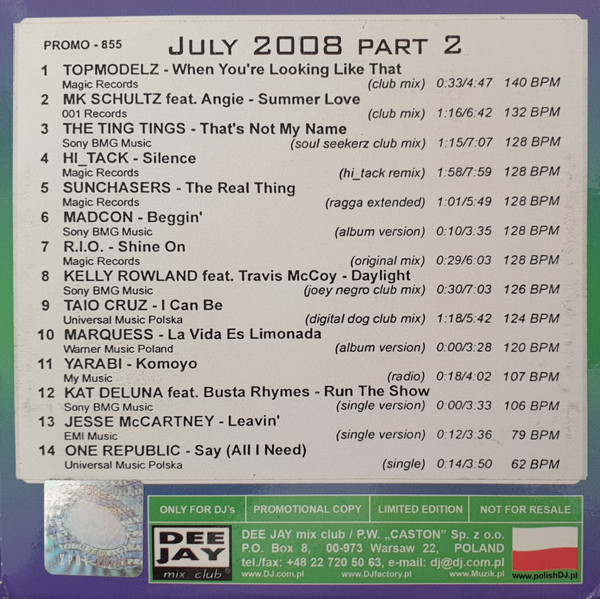 PROMO - 855 JULY 2008 PART 2
1 TOPMODELZ - When You're Looking Like That
Magic Records (club mix) 0:33/4:47 140 BPM
2 MK SCHULTZ feat. Angie - Summer Love
001 Records (club mix) 1:16/6:42 132 BPM
3 THE TING TINGS - That's Not My Name
Sony BMG Music (soul seekerz club mix) 1:15/7:07 128 BPM
4 HI_TACK - Silence
Magic Records (hi_tack remix) 1:58/7:59 128 BPM
5 SUNCHASERS - The Real Thing
Magic Records (ragga extended) 1:01/5:49 128 BPM
6 MADCON - Beggin'
Sony BMG Music (album version) 0:10/3:35 128 BPM
7 R.I.O. - Shine On
Magic Records (original mix) 0:29/6:03 128 BPM
8 KELLY ROWLAND feat. Travis McCoy - Daylight
Sony BMG Music (joey negro club mix) 0:30/7:03 126 BPM
9 TAIO CRUZ - I Can Be
Universal Music Polska (digital dog club mix) 1:18/5:42 124 BPM
10 MARQUESS - La Vida Es Limonada
Warner Music Poland (album version) 0:00/3:28 120 BPM
11 YARABI - Komoyo
My Music (radio) 0:18/4:02 107 BPM
12 KAT DELUNA feat. Busta Rhymes - Run The Show
Sony BMG Music (single version) 0:00/3:33 106 BPM
13 JESSE McCARTNEY - Leavin'
EMI Music (single version) 0:12/3:36 79 BPM
14 ONE REPUBLIC - Say (All I Need)
Universal Music Polska (single) 0:14/3:50 62 BPM
ONLY FOR DJ's PROMOTIONAL COPY LIMITED EDITION NOT FOR RESALE
DEE JAY mix club
DEE JAY mix club / P.W. „CASTON" Sp. z o.o.
P.O. Box 8, 00-973 Warsaw 22, POLAND
tel./fax: +48 22 720 50 63, e-mail: dj@dj.com.pl
www.DJ.com.pl www.DJfactory.pl www.Muzik.pl www.polishDJ.pl